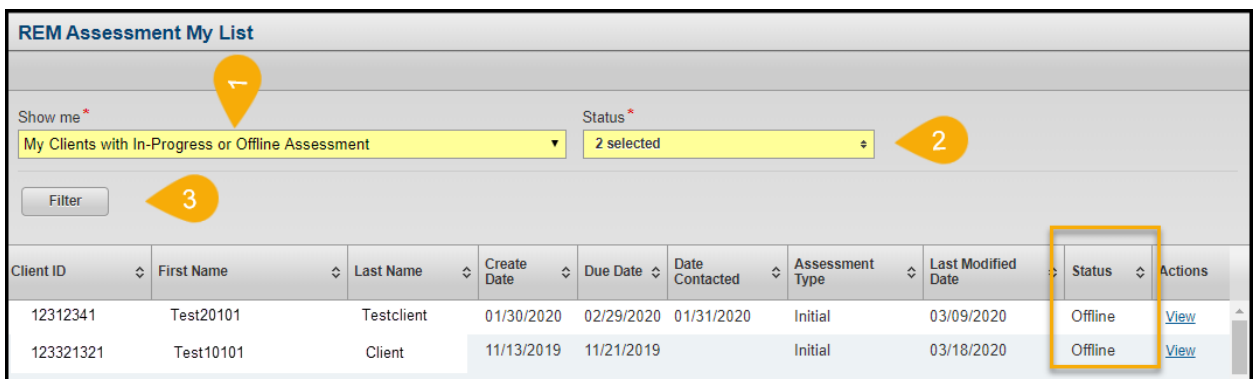 REM Assessment My List
1
Show me*
Status*
My Clients with In-Progress or Offline Assessment
2 selected
2
Filter
3
Client ID First Name Last Name Create Date Due Date Date Contacted Assessment Type Last Modified Date Status Actions
12312341 Test20101 Testclient 01/30/2020 02/29/2020 01/31/2020 Initial 03/09/2020 Offline View
123321321 Test10101 Client 11/13/2019 11/21/2019 Initial 03/18/2020 Offline View